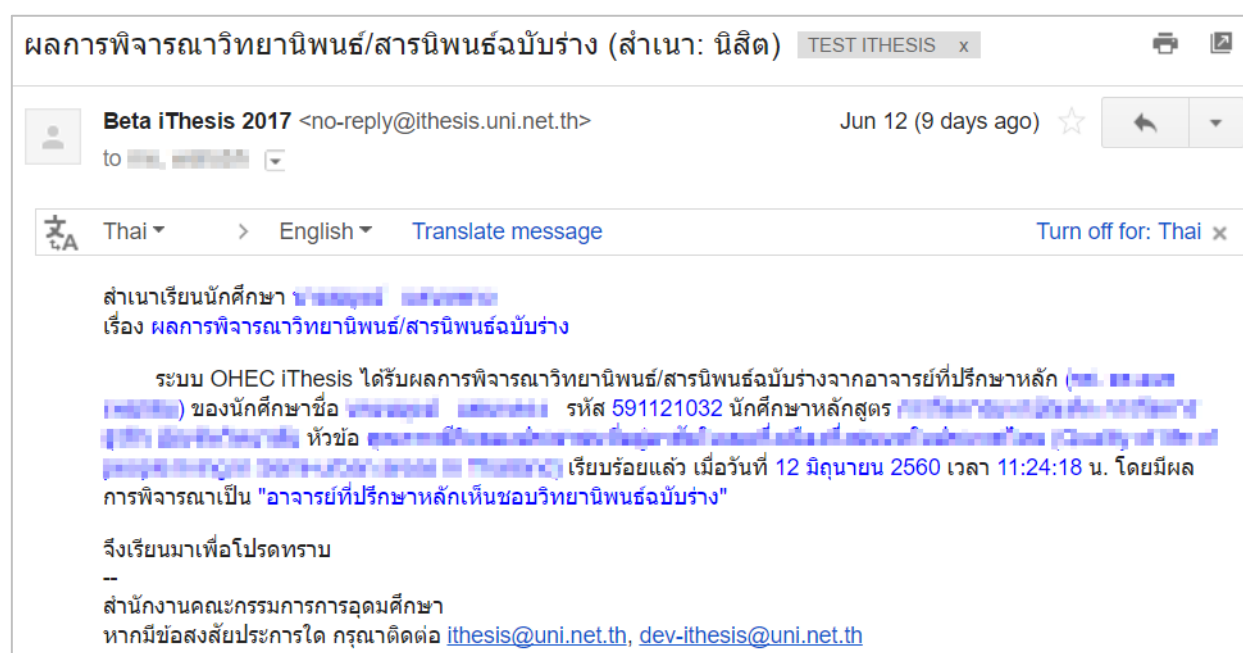 ผลการพิจารณาวิทยานิพนธ์/สารนิพนธ์ฉบับร่าง (สำเนา: นิสิต) TEST ITHESIS x
Beta iThesis 2017 <no-reply@ithesis.uni.net.th> Jun 12 (9 days ago)
to
Thai > English Translate message Turn off for: Thai x
สำเนาเรียนนักศึกษา
เรื่อง ผลการพิจารณาวิทยานิพนธ์/สารนิพนธ์ฉบับร่าง
ระบบ OHEC iThesis ได้รับผลการพิจารณาวิทยานิพนธ์/สารนิพนธ์ฉบับร่างจากอาจารย์ที่ปรึกษาหลัก (
) ของนักศึกษาชื่อ รหัส 591121032 นักศึกษาหลักสูตร
หัวข้อ
เรียบร้อยแล้ว เมื่อวันที่ 12 มิถุนายน 2560 เวลา 11:24:18 น. โดยมีผล
การพิจารณาเป็น "อาจารย์ที่ปรึกษาหลักเห็นชอบวิทยานิพนธ์ฉบับร่าง"
จึงเรียนมาเพื่อโปรดทราบ
--
สำนักงานคณะกรรมการการอุดมศึกษา
หากมีข้อสงสัยประการใด กรุณาติดต่อ ithesis@uni.net.th, dev-ithesis@uni.net.th